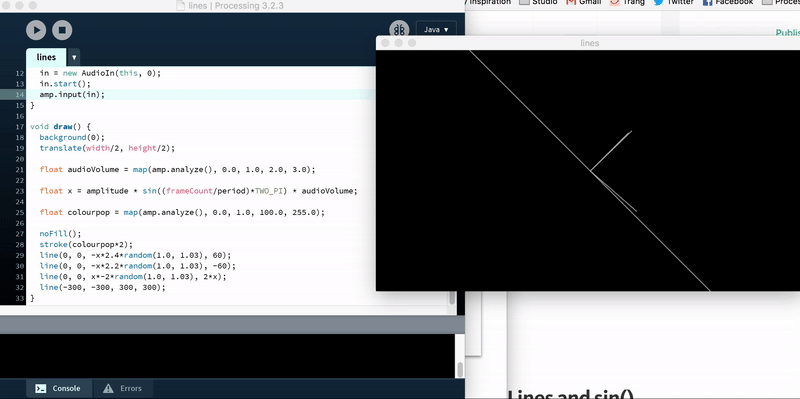 lines | Processing 3.2.3
Inspiration Studio Gmail Trang Twitter Facebook Process
Java ▾
Publis
lines
lines
12 in = new AudioIn(this, 0);
13 in.start();
14 amp.input(in);
15 }
16
17 void draw() {
18 background(0);
19 translate(width/2, height/2);
20
21 float audioVolume = map(amp.analyze(), 0.0, 1.0, 2.0, 3.0);
22
23 float x = amplitude * sin((frameCount/period)*TWO_PI) * audioVolume;
24
25 float colourpop = map(amp.analyze(), 0.0, 1.0, 100.0, 255.0);
26
27 noFill();
28 stroke(colourpop*2);
29 line(0, 0, -x*2.4*random(1.0, 1.03), 60);
30 line(0, 0, -x*2.2*random(1.0, 1.03), -60);
31 line(0, 0, x*-2*random(1.0, 1.03), 2*x);
32 line(-300, -300, 300, 300);
33 }
Console Errors
Lines and sin()